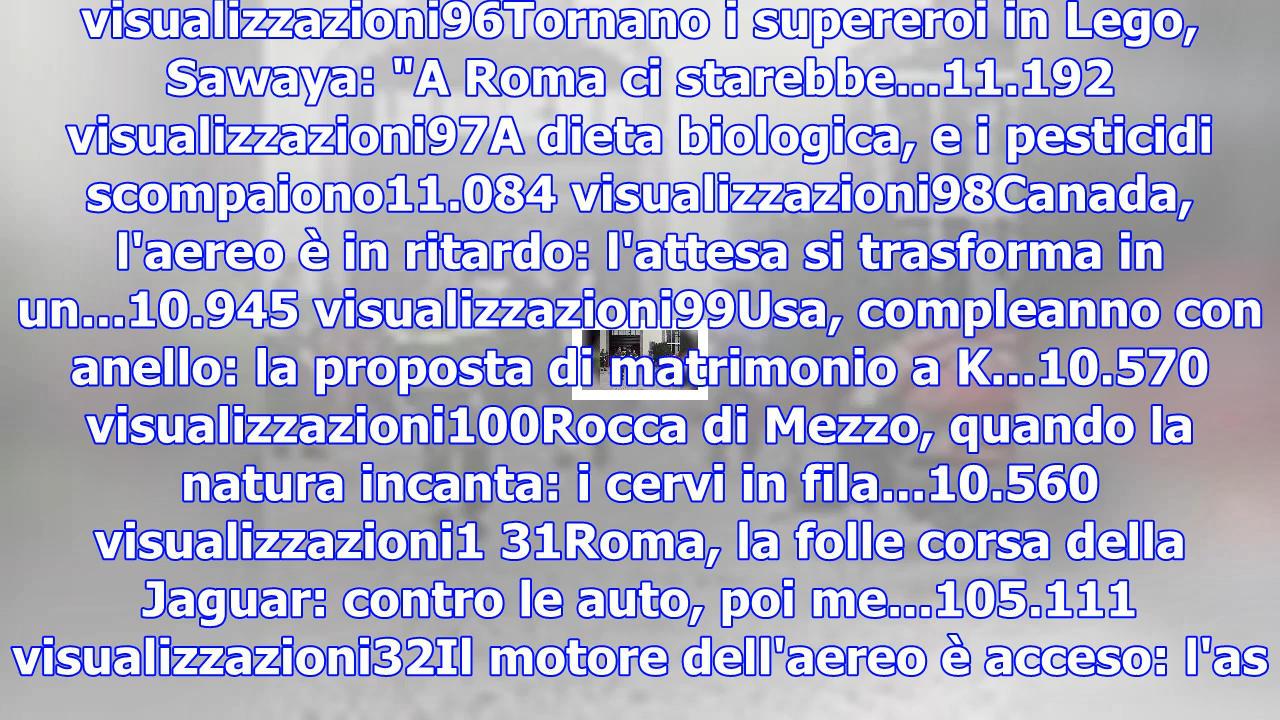 visualizzazioni96Tornano i supereroi in Lego,
Sawaya: "A Roma ci starebbe...11.192
visualizzazioni97A dieta biologica, e i pesticidi
scompaiono11.084 visualizzazioni98Canada,
l'aereo è in ritardo: l'attesa si trasforma in
un...10.945 visualizzazioni99Usa, compleanno con
anello: la proposta di matrimonio a K...10.570
visualizzazioni100Rocca di Mezzo, quando la
natura incanta: i cervi in fila...10.560
visualizzazioni1 31Roma, la folle corsa della
Jaguar: contro le auto, poi me...105.111
visualizzazioni32Il motore dell'aereo è acceso: l'as